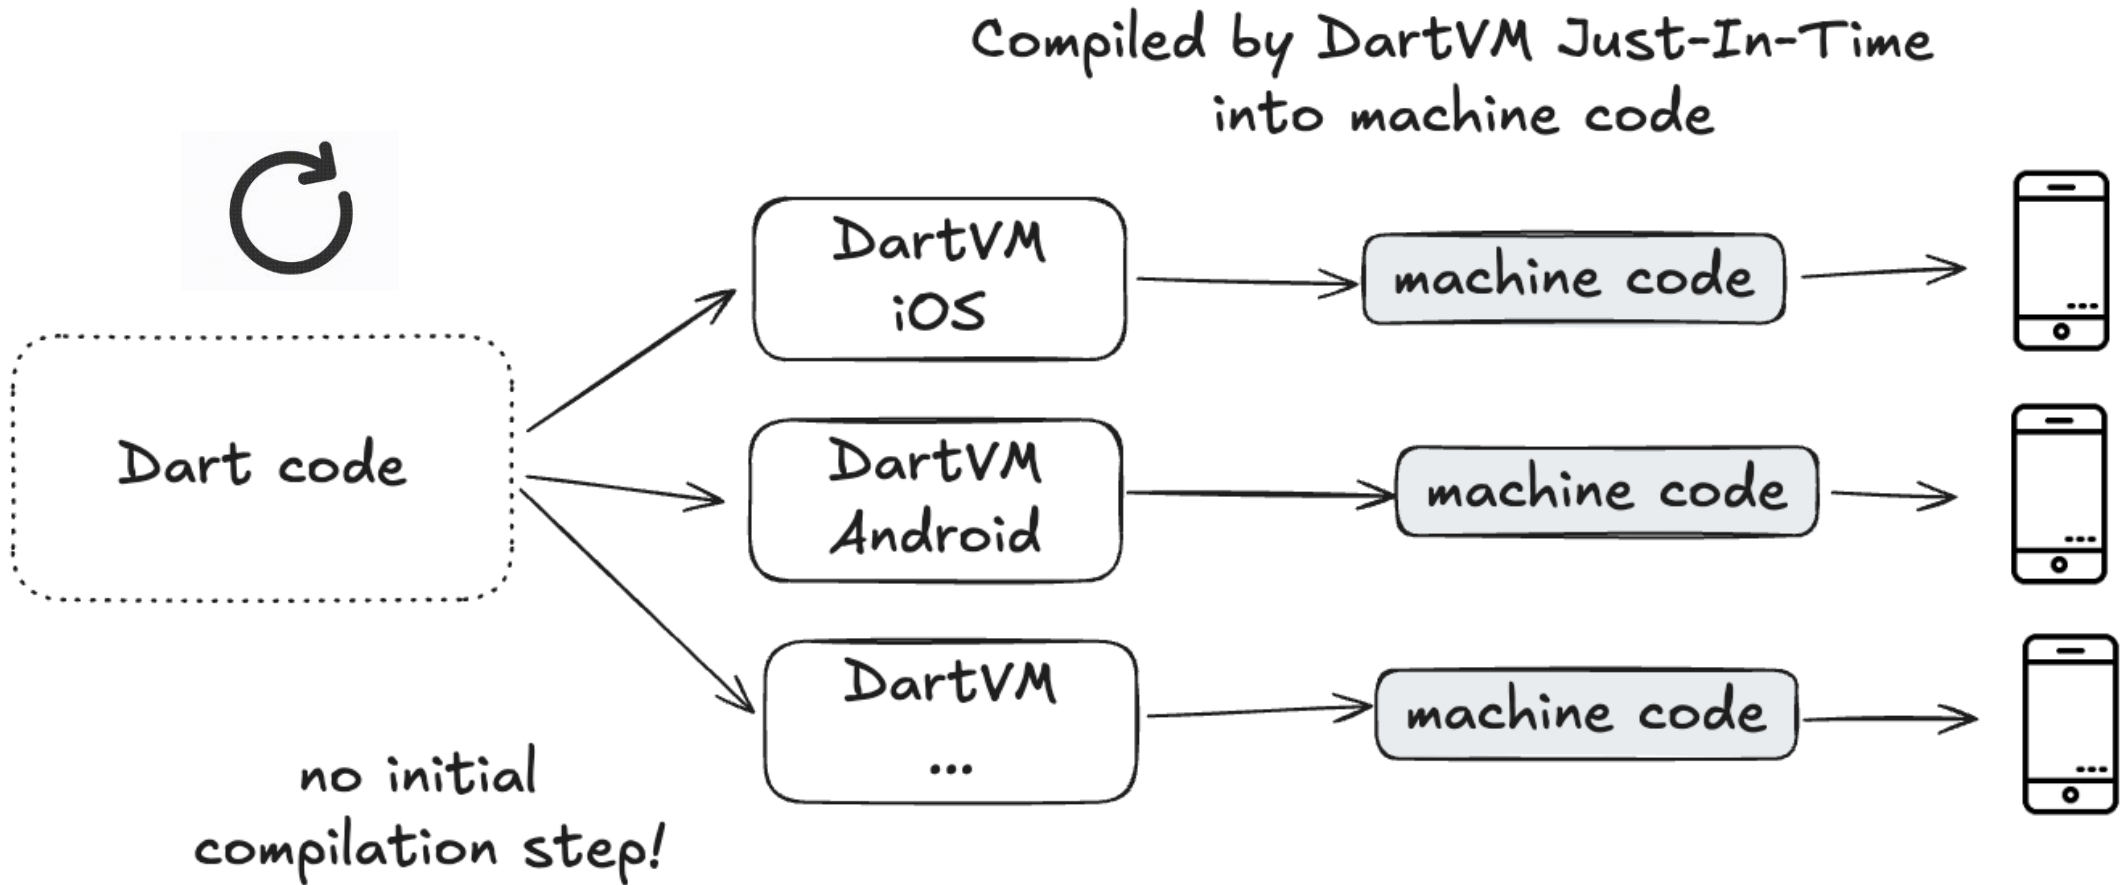 Compiled by DartVM Just-In-Time
into machine code
DartVM
iOS
machine code
Dart code
DartVM
Android
machine code
DartVM
...
machine code
no initial
compilation step!